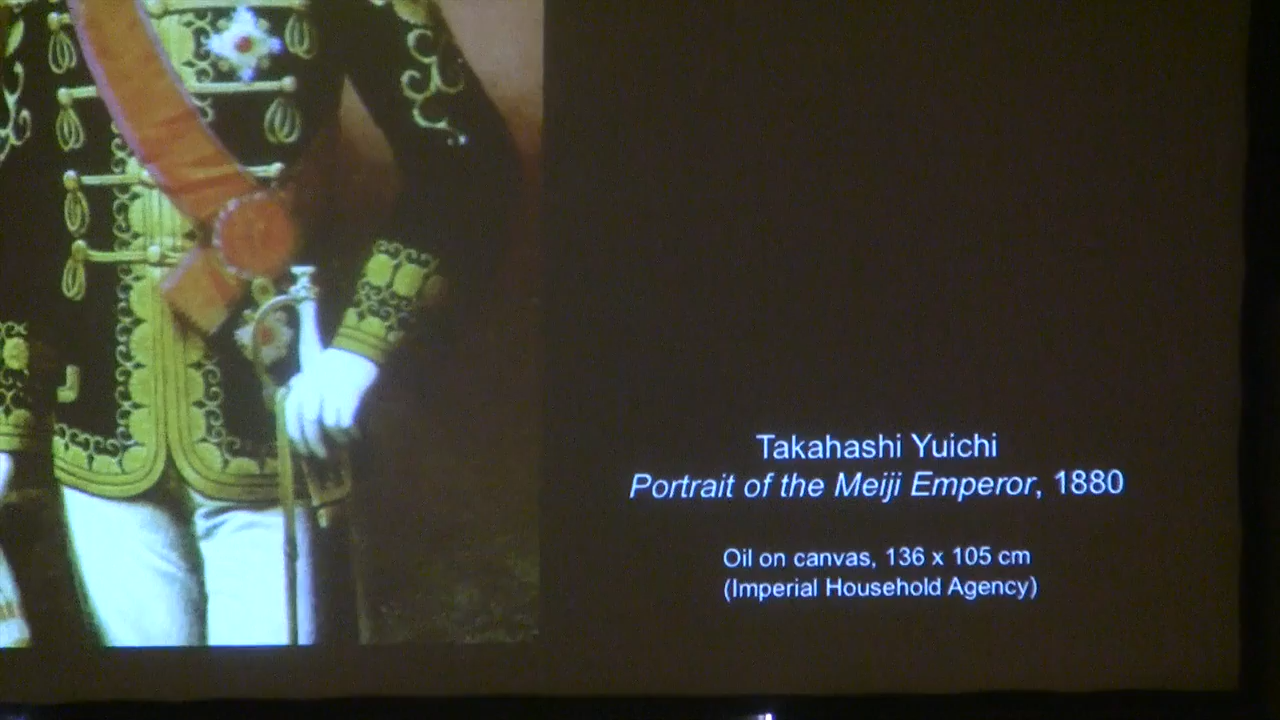 Takahashi Yuichi
Portrait of the Meiji Emperor, 1880
Oil on canvas, 136 x 105 cm
(Imperial Household Agency)